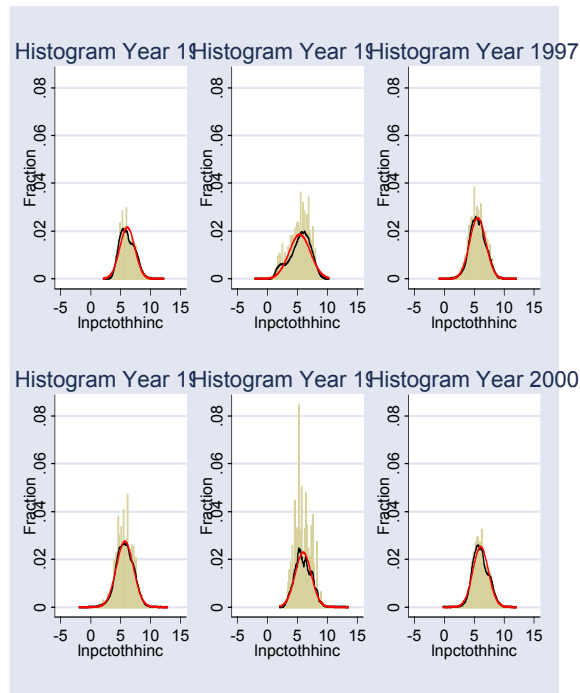 Histogram Year 19
Histogram Year 19
Histogram Year 1997
Fraction
0 .02 .04 .06 .08
-5 0 5 10 15
lnpctothhinc
Fraction
0 .02 .04 .06 .08
-5 0 5 10 15
lnpctothhinc
Fraction
0 .02 .04 .06 .08
-5 0 5 10 15
lnpctothhinc
Histogram Year 19
Histogram Year 19
Histogram Year 2000
Fraction
0 .02 .04 .06 .08
-5 0 5 10 15
lnpctothhinc
Fraction
0 .02 .04 .06 .08
-5 0 5 10 15
lnpctothhinc
Fraction
0 .02 .04 .06 .08
-5 0 5 10 15
lnpctothhinc